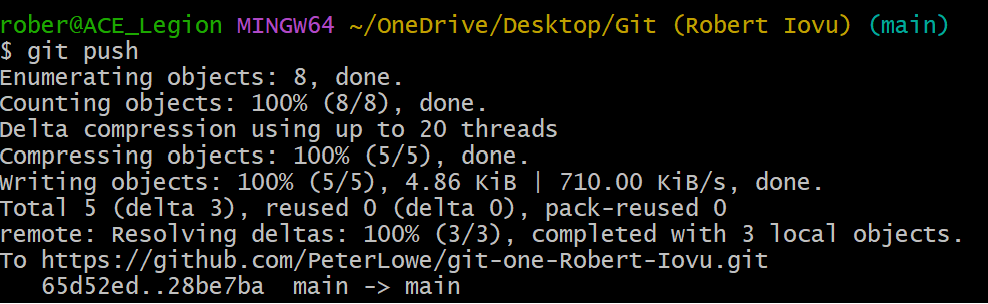 rober@ACE_Legion MINGW64 ~/OneDrive/Desktop/Git (Robert Iovu) (main)
$ git push
Enumerating objects: 8, done.
Counting objects: 100% (8/8), done.
Delta compression using up to 20 threads
Compressing objects: 100% (5/5), done.
Writing objects: 100% (5/5), 4.86 KiB | 710.00 KiB/s, done.
Total 5 (delta 3), reused 0 (delta 0), pack-reused 0
remote: Resolving deltas: 100% (3/3), completed with 3 local objects.
To https://github.com/PeterLowe/git-one-Robert-Iovu.git
   65d52ed..28be7ba  main -> main